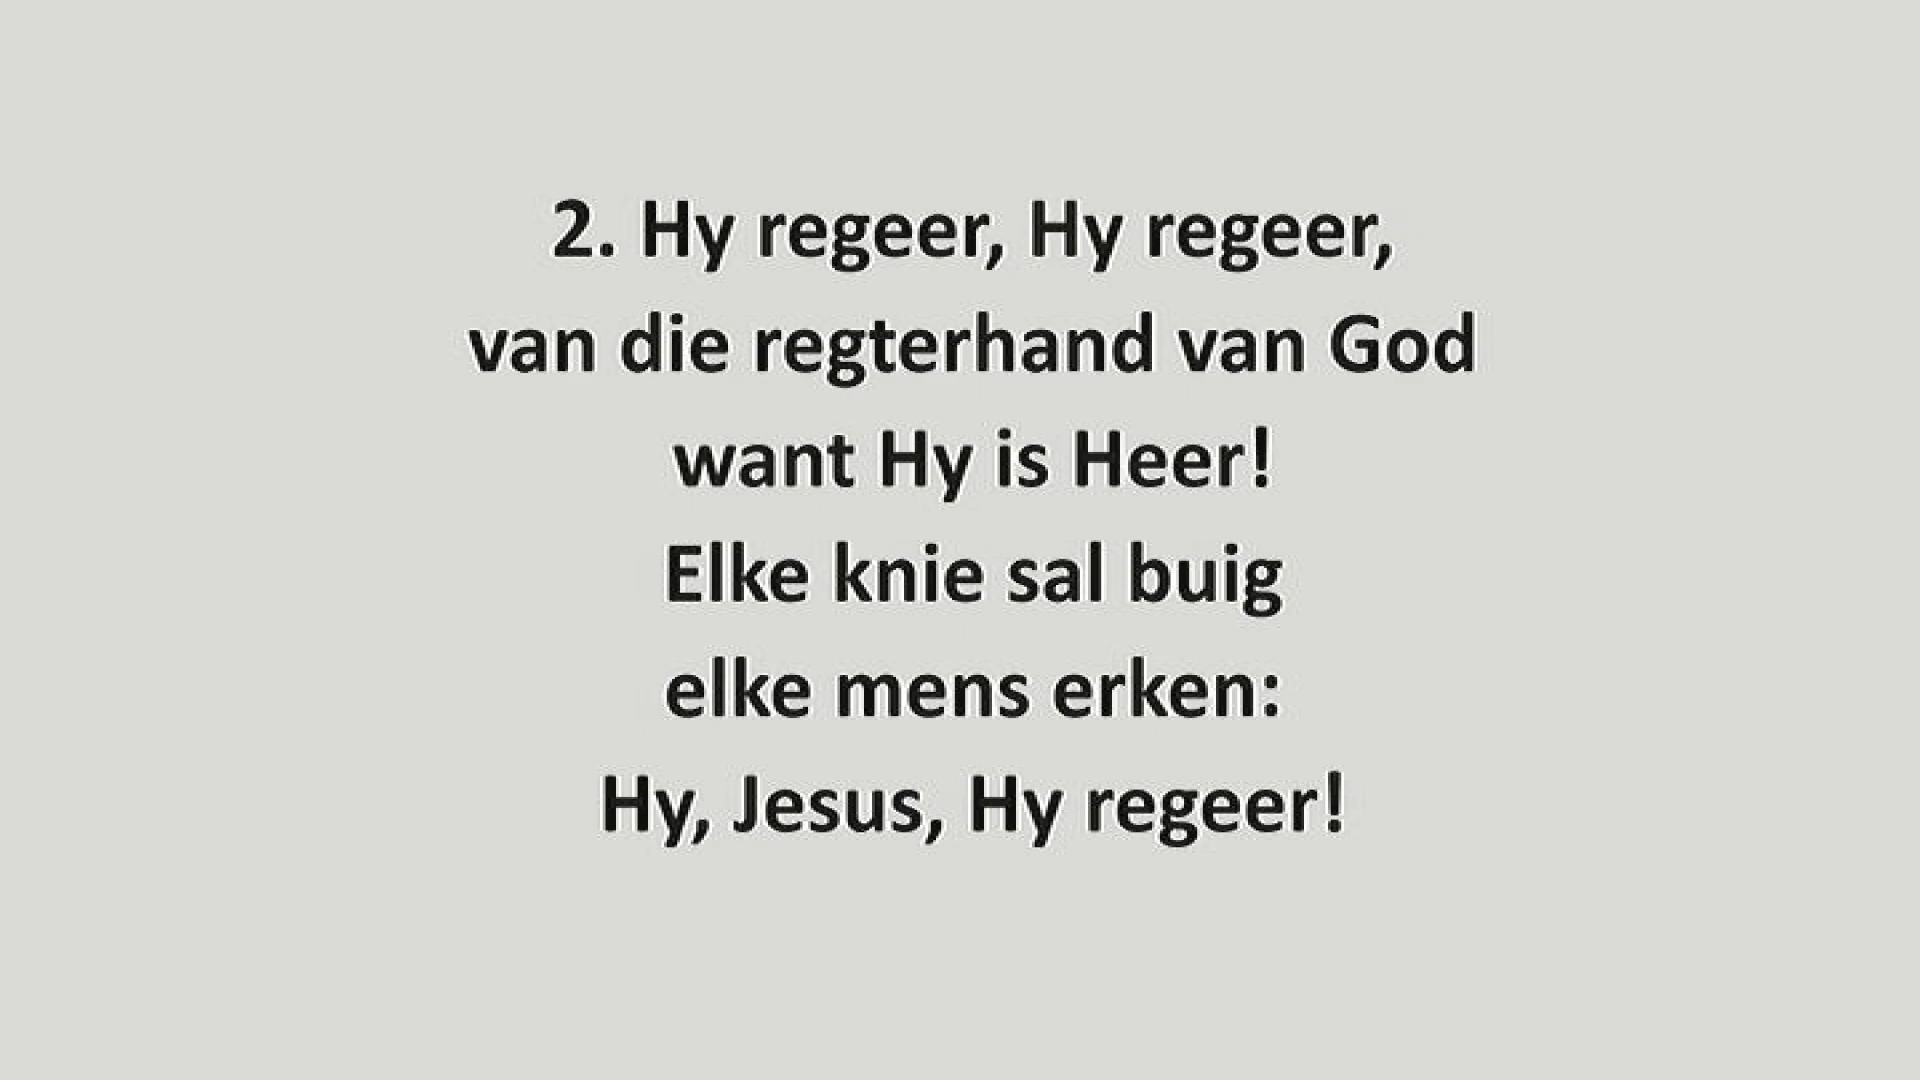 2. Hy regeer, Hy regeer,
van die regterhand van God
want Hy is Heer!
Elke knie sal buig
elke mens erken:
Hy, Jesus, Hy regeer!